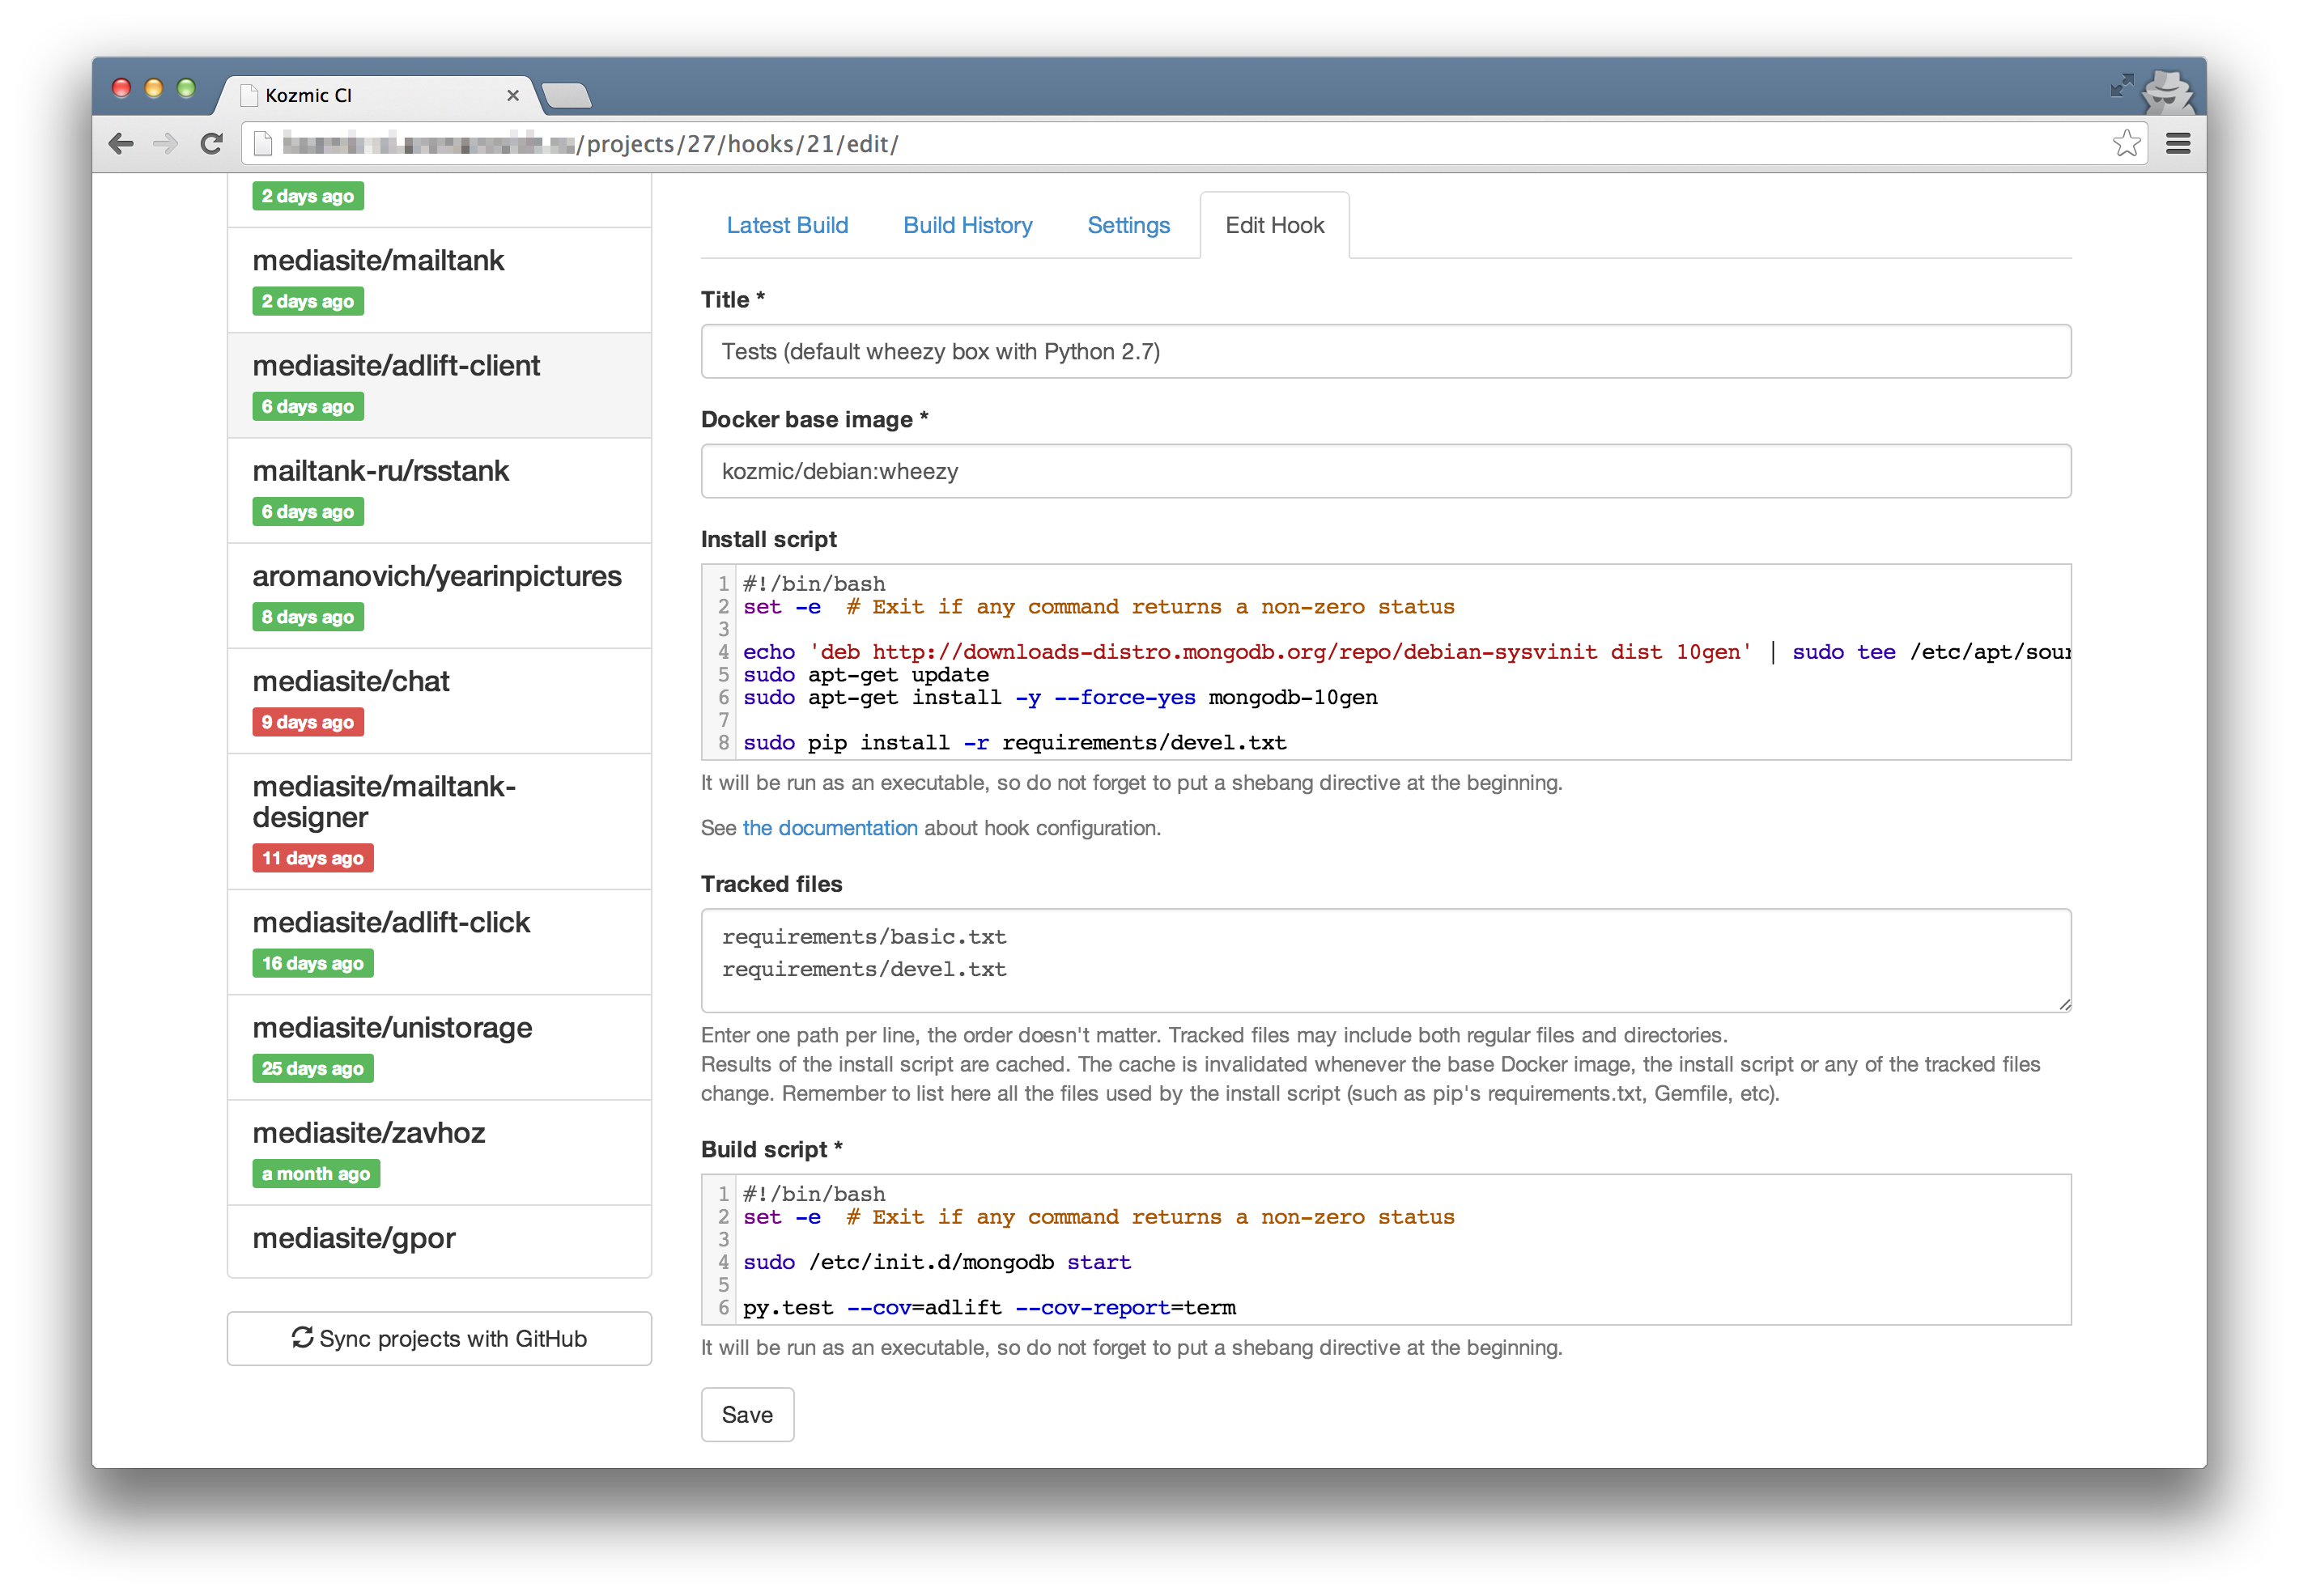 Kozmic CI
/projects/27/hooks/21/edit/
2 days ago
mediasite/mailtank
2 days ago
mediasite/adlift-client
6 days ago
mailtank-ru/rsstank
6 days ago
aromanovich/yearinpictures
8 days ago
mediasite/chat
9 days ago
mediasite/mailtank-
designer
11 days ago
mediasite/adlift-click
16 days ago
mediasite/unistorage
25 days ago
mediasite/zavhoz
a month ago
mediasite/gpor
Sync projects with GitHub
Latest Build
Build History
Settings
Edit Hook
Title *
Tests (default wheezy box with Python 2.7)
Docker base image *
kozmic/debian:wheezy
Install script
1 #!/bin/bash
2 set -e  # Exit if any command returns a non-zero status
3
4 echo 'deb http://downloads-distro.mongodb.org/repo/debian-sysvinit dist 10gen' | sudo tee /etc/apt/sour
5 sudo apt-get update
6 sudo apt-get install -y --force-yes mongodb-10gen
7
8 sudo pip install -r requirements/devel.txt
It will be run as an executable, so do not forget to put a shebang directive at the beginning.
See the documentation about hook configuration.
Tracked files
requirements/basic.txt
requirements/devel.txt
Enter one path per line, the order doesn't matter. Tracked files may include both regular files and directories.
Results of the install script are cached. The cache is invalidated whenever the base Docker image, the install script or any of the tracked files
change. Remember to list here all the files used by the install script (such as pip's requirements.txt, Gemfile, etc).
Build script *
1 #!/bin/bash
2 set -e  # Exit if any command returns a non-zero status
3
4 sudo /etc/init.d/mongodb start
5
6 py.test --cov=adlift --cov-report=term
It will be run as an executable, so do not forget to put a shebang directive at the beginning.
Save